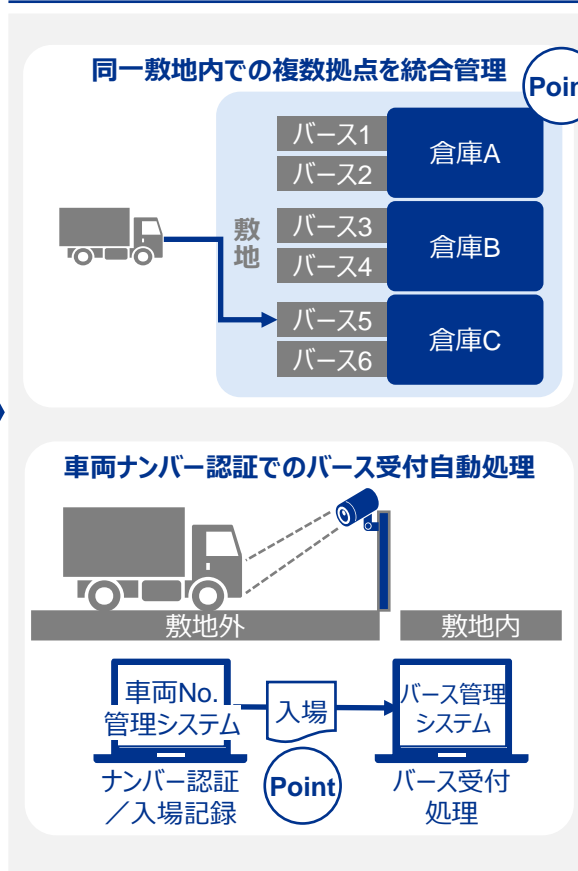 同一敷地内での複数拠点を統合管理
Poin
バース1
バース2
倉庫A
敷
地
バース3
バース4
倉庫B
バース5
バース6
倉庫C
車両ナンバー認証でのバース受付自動処理
敷地外
敷地内
車両No.
管理システム
入場
バース管理
システム
ナンバー認証
／入場記録
Point
バース受付
処理